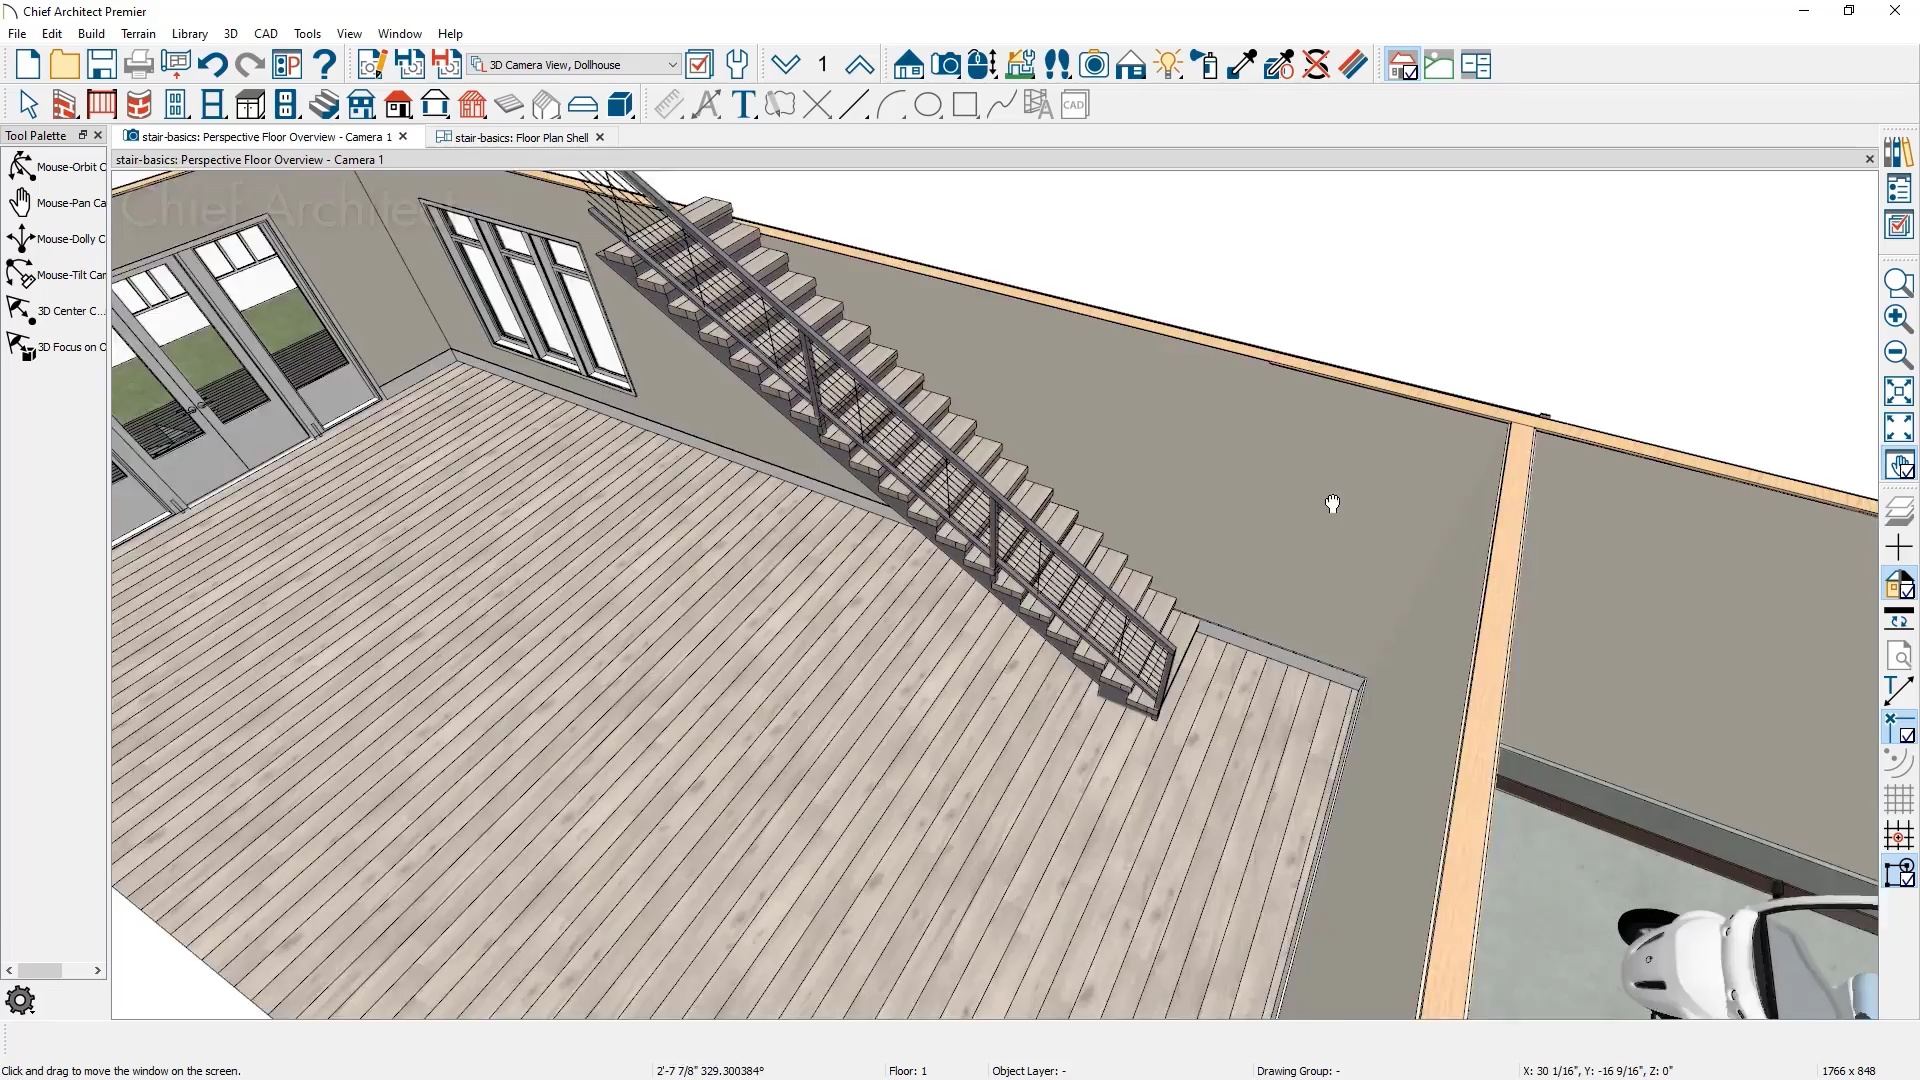 Chief Architect Premier
File Edit Build Terrain Library 3D CAD Tools View Window Help
3D Camera View, Dollhouse
1
CAD
Tool Palette
stair-basics: Perspective Floor Overview - Camera 1
stair-basics: Floor Plan Shell
stair-basics: Perspective Floor Overview - Camera 1
Mouse-Orbit C
Mouse-Pan Ca
Mouse-Dolly C
Mouse-Tilt Car
3D Center C...
3D Focus on O
Chief Architect
Click and drag to move the window on the screen.
2'-7 7/8" 329.300384°
Floor: 1
Object Layer: -
Drawing Group: -
X: 30 1/16", Y: -16 9/16", Z: 0"
1766 x 848